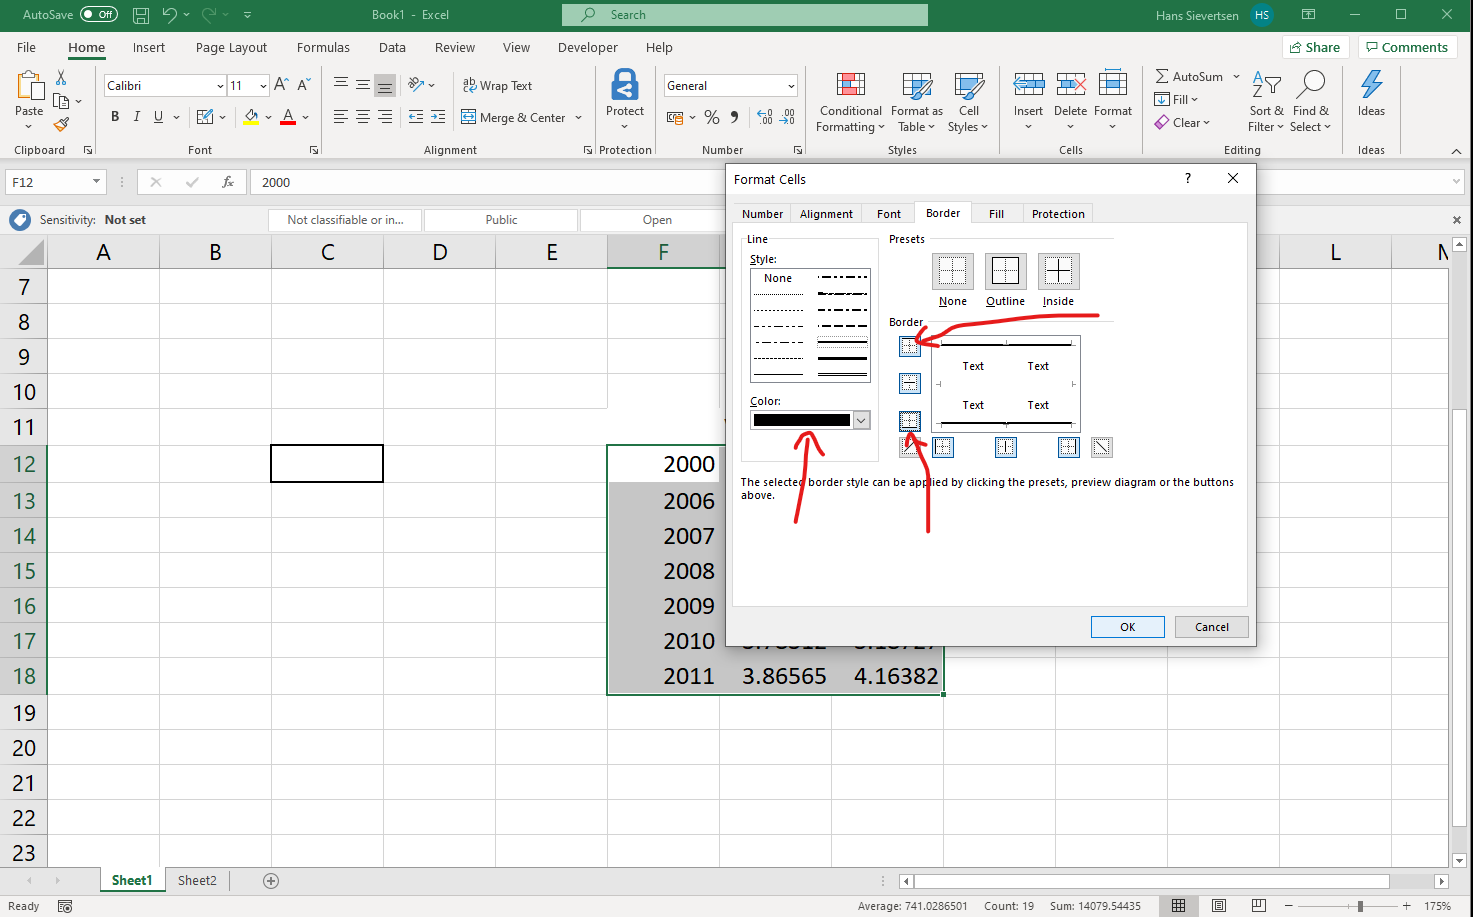 AutoSave Off Book1 - Excel Search Hans Sievertsen HS
File Home Insert Page Layout Formulas Data Review View Developer Help Share Comments
Paste Calibri 11 A A Wrap Text Protect General Conditional Formatting Format as Table Cell Styles Insert Delete Format AutoSum Sort & Filter Find & Select Ideas
B I U A Merge & Center % Fill
Clear
Clipboard Font Alignment Protection Number Styles Cells Editing Ideas
F12 fx 2000
Sensitivity: Not set Not classifiable or in... Public Open
A B C D E F L
7
8
9
10
11
12 2000
13 2006
14 2007
15 2008
16 2009
17 2010
18 2011 3.86565 4.16382
19
20
21
22
23
Format Cells ?
Number Alignment Font Border Fill Protection
Line
Style:
None
Color:
Presets
None Outline Inside
Border
Text Text
Text Text
The selected border style can be applied by clicking the presets, preview diagram or the buttons
above.
OK Cancel
Sheet1 Sheet2
Ready Average: 741.0286501 Count: 19 Sum: 14079.54435 175%